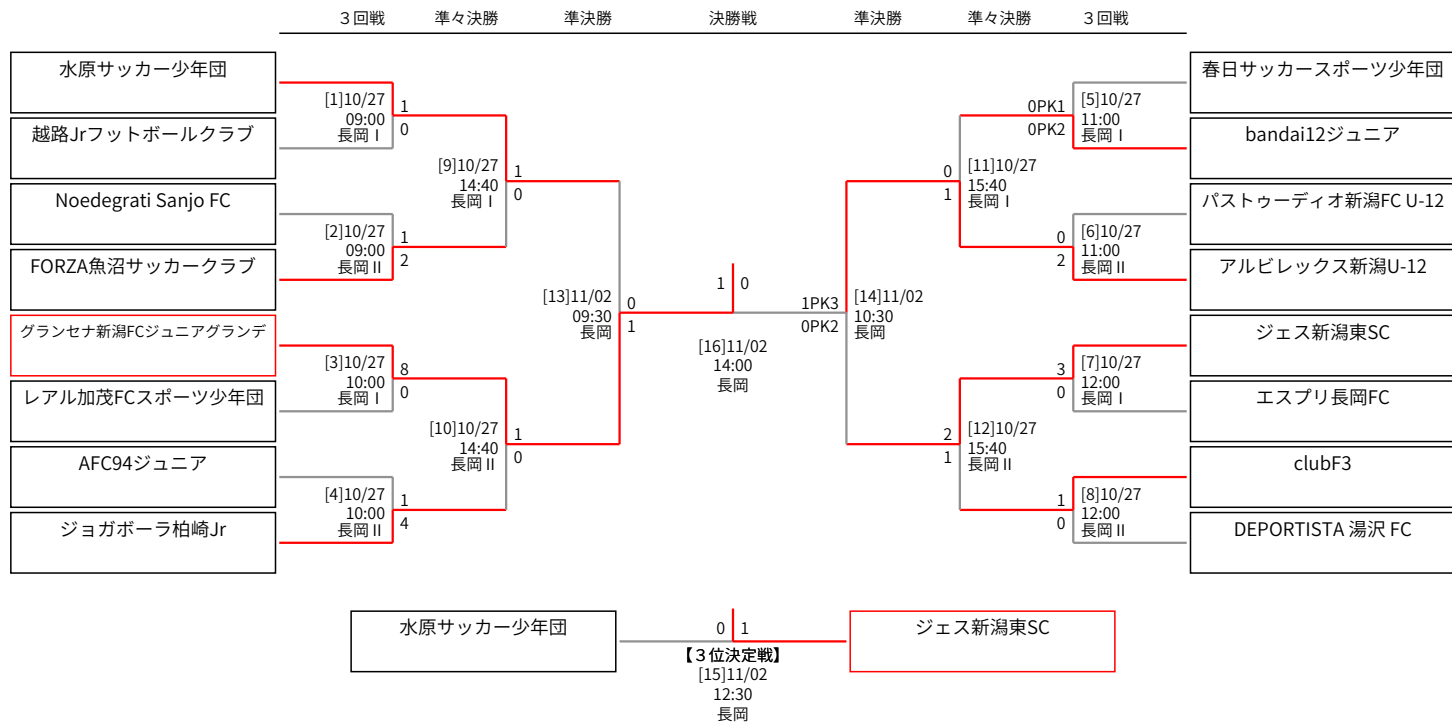 ３回戦
準々決勝
準決勝
決勝戦
準決勝
準々決勝
３回戦
水原サッカー少年団
越路Jrフットボールクラブ
Noedegrati Sanjo FC
FORZA魚沼サッカークラブ
グランセナ新潟FCジュニアグランデ
レアル加茂FCスポーツ少年団
AFC94ジュニア
ジョガボーラ柏崎Jr
[1]10/27
09:00
長岡Ⅰ
1
0
[2]10/27
09:00
長岡Ⅱ
1
2
[3]10/27
10:00
長岡Ⅰ
8
0
[4]10/27
10:00
長岡Ⅱ
1
4
[9]10/27
14:40
長岡Ⅰ
1
0
[10]10/27
14:40
長岡Ⅱ
1
0
[13]11/02
09:30
長岡
0
1
1 0
[16]11/02
14:00
長岡
1PK3
0PK2
[14]11/02
10:30
長岡
0
1
[11]10/27
15:40
長岡Ⅰ
2
1
[12]10/27
15:40
長岡Ⅱ
0PK1
0PK2
[5]10/27
11:00
長岡Ⅰ
0
2
[6]10/27
11:00
長岡Ⅱ
3
0
[7]10/27
12:00
長岡Ⅰ
1
0
[8]10/27
12:00
長岡Ⅱ
春日サッカースポーツ少年団
bandai12ジュニア
パストゥーディオ新潟FC U-12
アルビレックス新潟U-12
ジェス新潟東SC
エスプリ長岡FC
clubF3
DEPORTISTA 湯沢 FC
水原サッカー少年団
0 1
ジェス新潟東SC
【３位決定戦】
[15]11/02
12:30
長岡